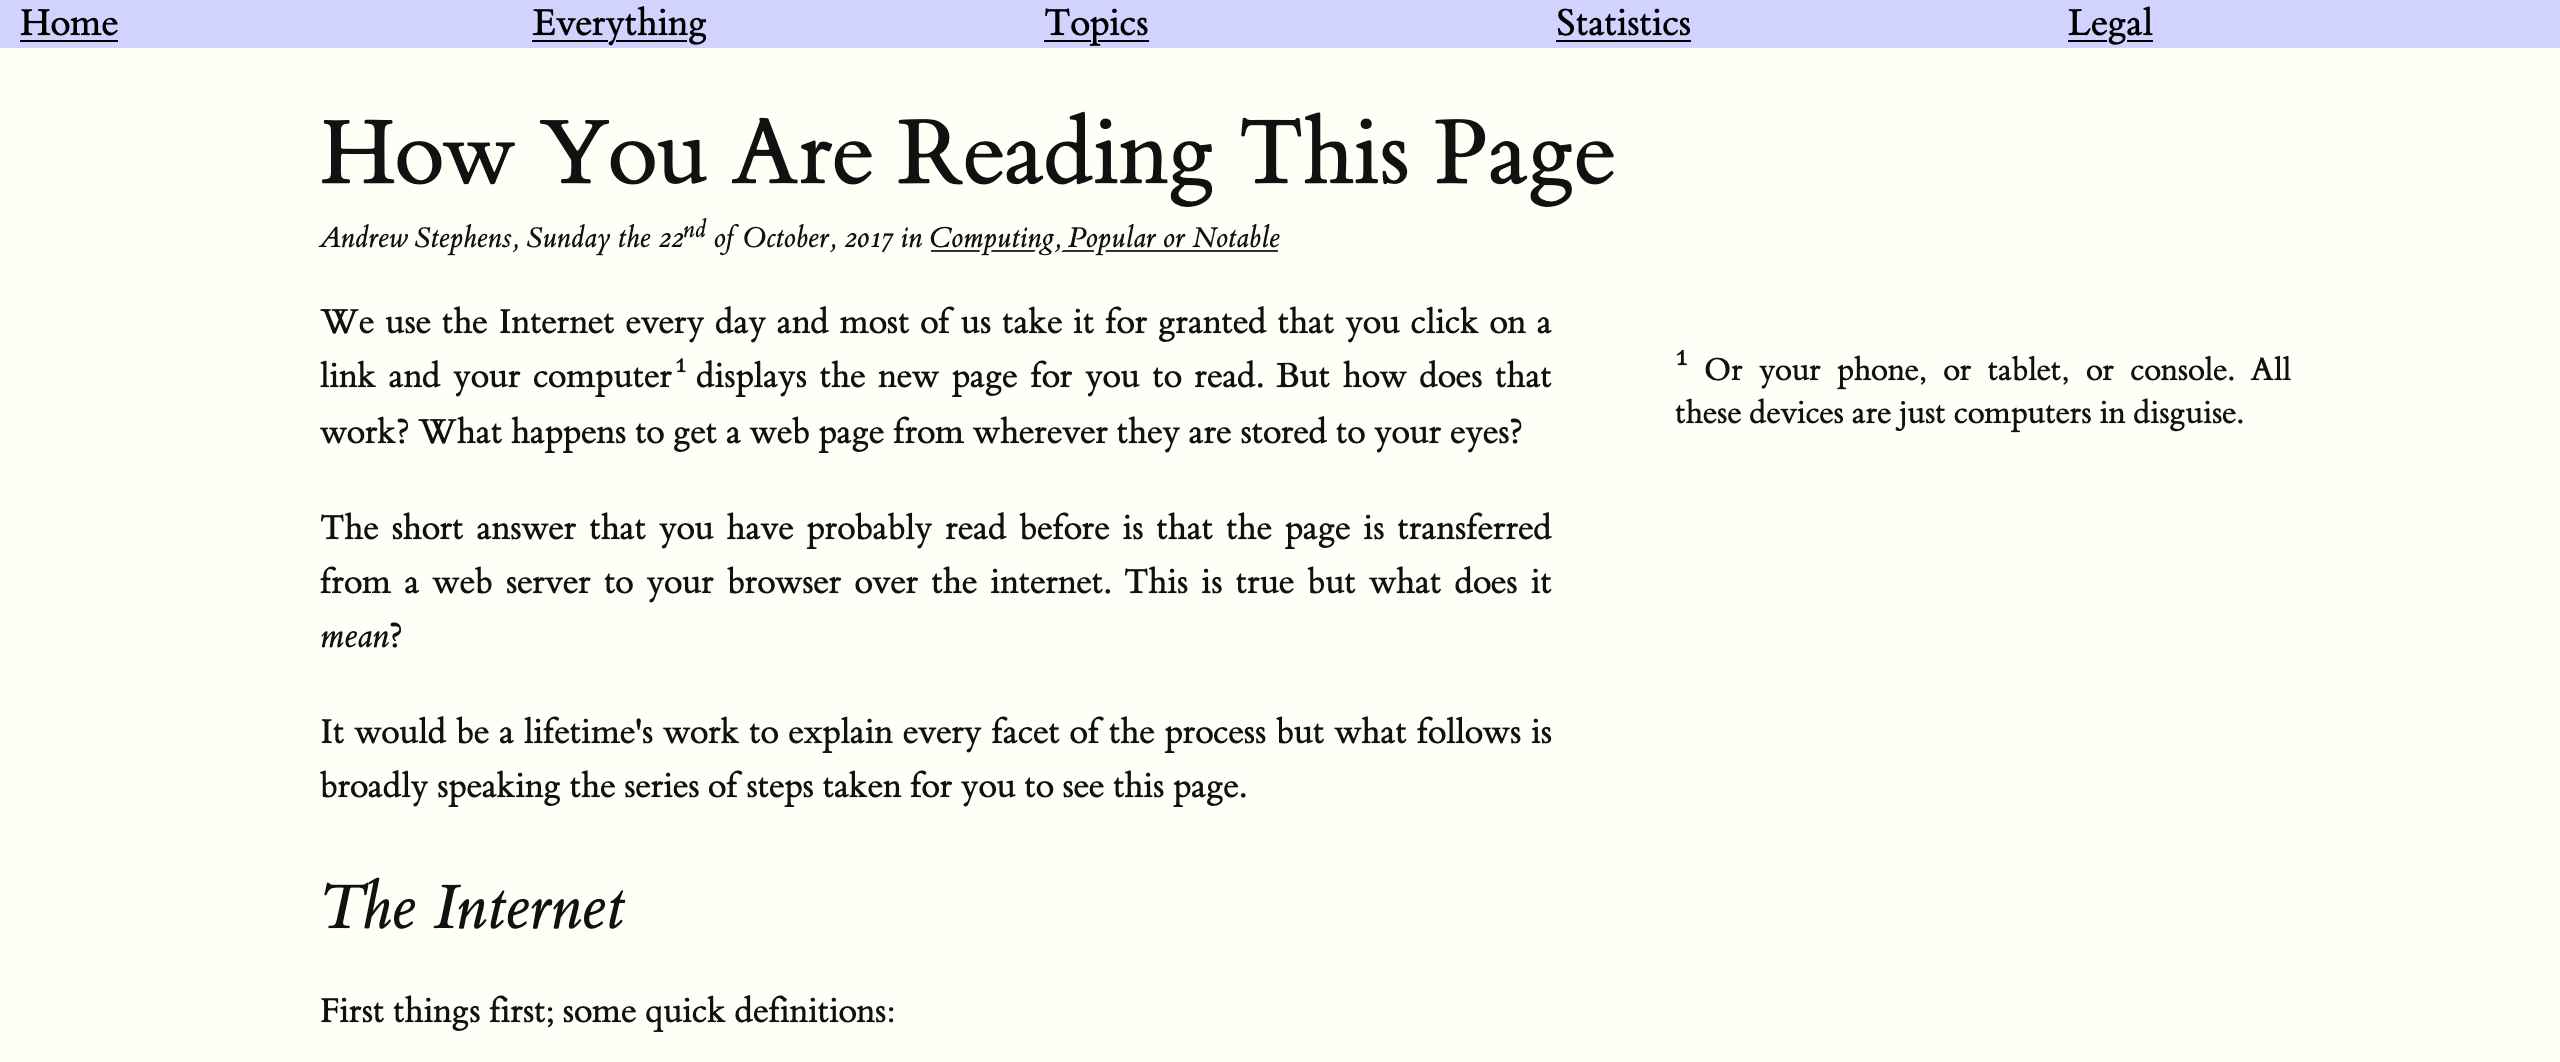 Home Everything Topics Statistics Legal
How You Are Reading This Page
Andrew Stephens, Sunday the 22nd of October, 2017 in Computing, Popular or Notable
We use the Internet every day and most of us take it for granted that you click on a
link and your computer¹ displays the new page for you to read. But how does that
work? What happens to get a web page from wherever they are stored to your eyes?
¹ Or your phone, or tablet, or console. All
these devices are just computers in disguise.
The short answer that you have probably read before is that the page is transferred
from a web server to your browser over the internet. This is true but what does it
mean?
It would be a lifetime's work to explain every facet of the process but what follows is
broadly speaking the series of steps taken for you to see this page.
The Internet
First things first; some quick definitions: